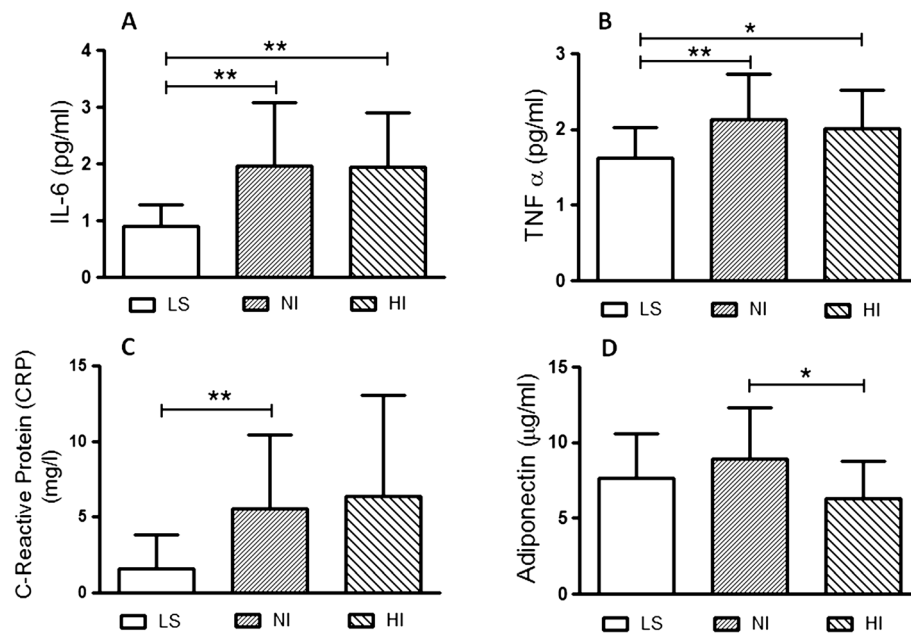 A
IL-6 (pg/ml)
4
3
2
1
0
**
**
LS NI HI
B
TNF α (pg/ml)
3
2
1
0
*
**
LS NI HI
C
C-Reactive Protein (CRP)
(mg/l)
15
10
5
0
**
LS NI HI
D
Adiponectin (μg/ml)
15
10
5
0
*
LS NI HI